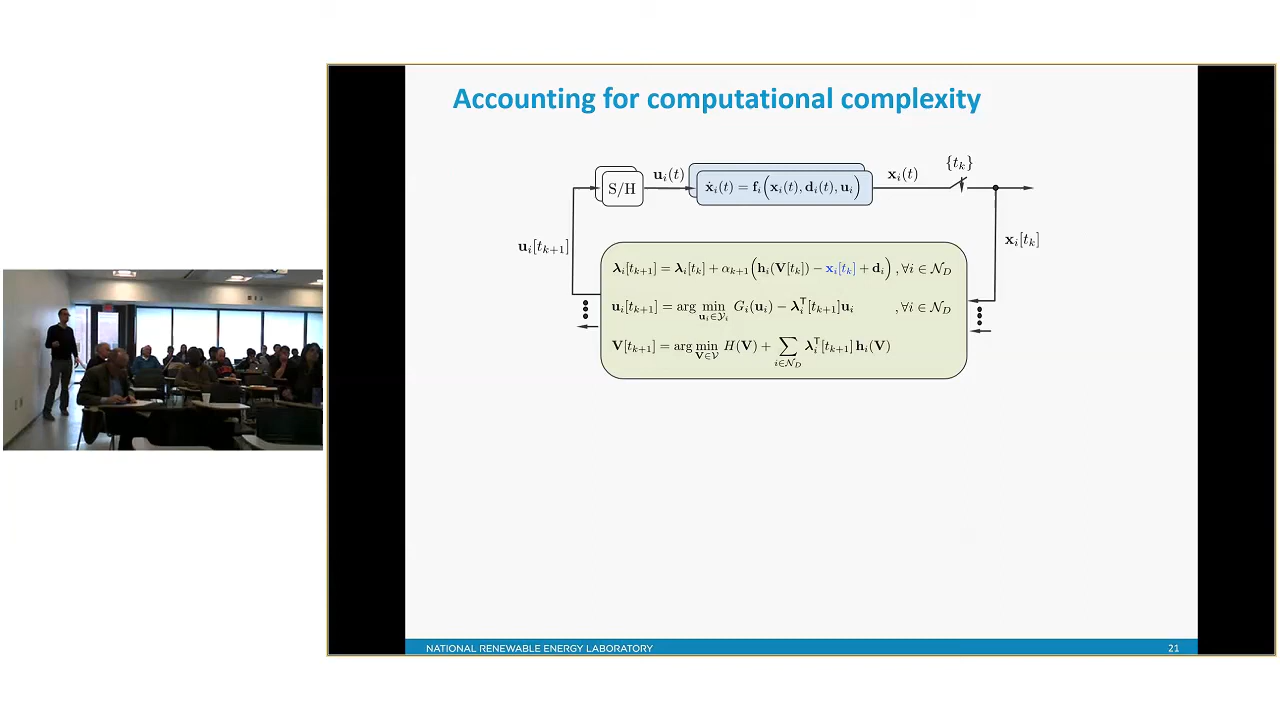 Accounting for computational complexity
{t_k}
S/H
u_i(t)
ẋ_i(t) = f_i(x_i(t), d_i(t), u_i)
x_i(t)
u_i[t_{k+1}]
x_i[t_k]
λ_i[t_{k+1}] = λ_i[t_k] + α_{k+1}(h_i(V[t_k]) − x_i[t_k] + d_i) , ∀i ∈ N_D
u_i[t_{k+1}] = arg min_{u_i∈Y_i} G_i(u_i) − λ_i^T[t_{k+1}]u_i , ∀i ∈ N_D
V[t_{k+1}] = arg min_{V∈V} H(V) + ∑_{i∈N_D} λ_i^T[t_{k+1}] h_i(V)
NATIONAL RENEWABLE ENERGY LABORATORY
21